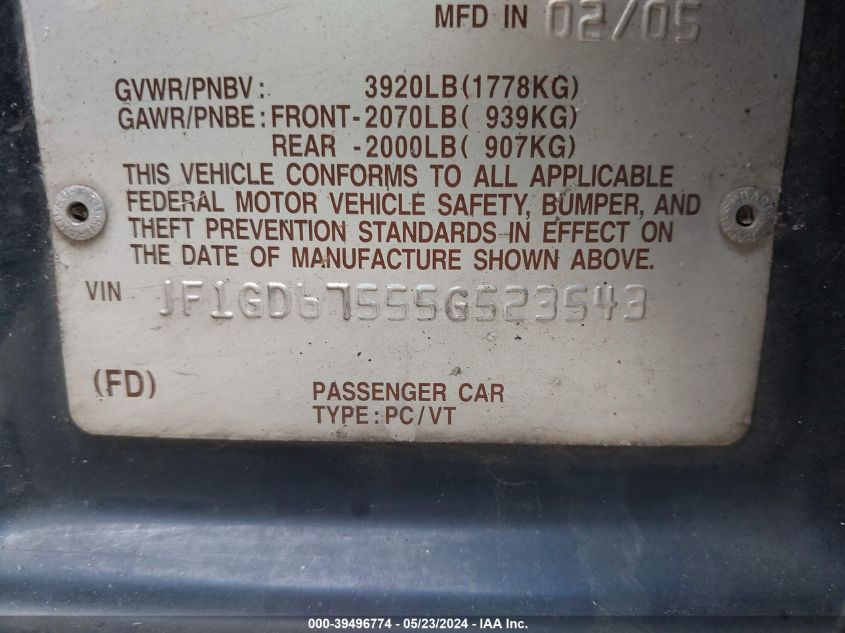 MFD IN 02/05
GVWR/PNBV: 3920LB(1778KG)
GAWR/PNBE: FRONT-2070LB( 939KG)
REAR -2000LB( 907KG)
THIS VEHICLE CONFORMS TO ALL APPLICABLE
FEDERAL MOTOR VEHICLE SAFETY, BUMPER, AND
THEFT PREVENTION STANDARDS IN EFFECT ON
THE DATE OF MANUFACTURE SHOWN ABOVE.
VIN JF1GD67555G523543
(FD) PASSENGER CAR
TYPE: PC/VT
000-39496774 - 05/23/2024 - IAA Inc.